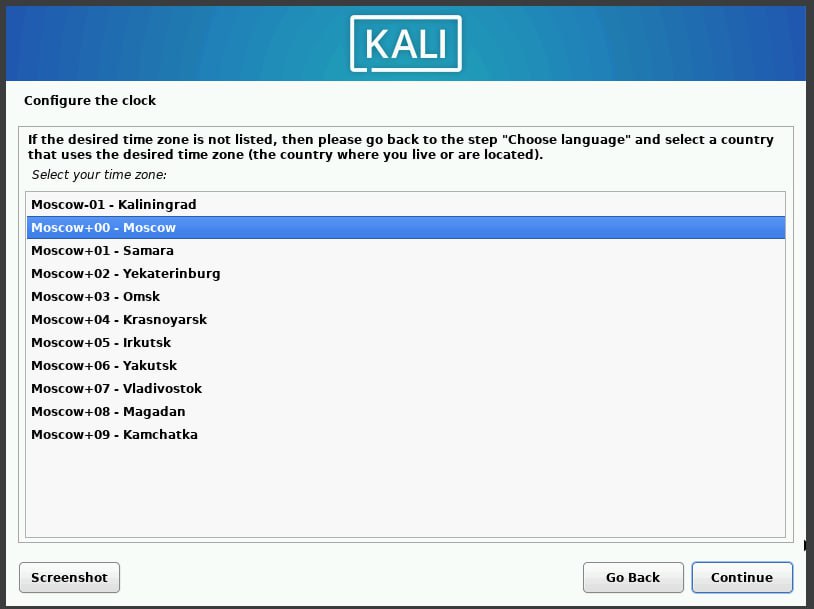 KALI
Configure the clock
If the desired time zone is not listed, then please go back to the step "Choose language" and select a country
that uses the desired time zone (the country where you live or are located).
Select your time zone:
Moscow-01 - Kaliningrad
Moscow+00 - Moscow
Moscow+01 - Samara
Moscow+02 - Yekaterinburg
Moscow+03 - Omsk
Moscow+04 - Krasnoyarsk
Moscow+05 - Irkutsk
Moscow+06 - Yakutsk
Moscow+07 - Vladivostok
Moscow+08 - Magadan
Moscow+09 - Kamchatka
Screenshot Go Back Continue